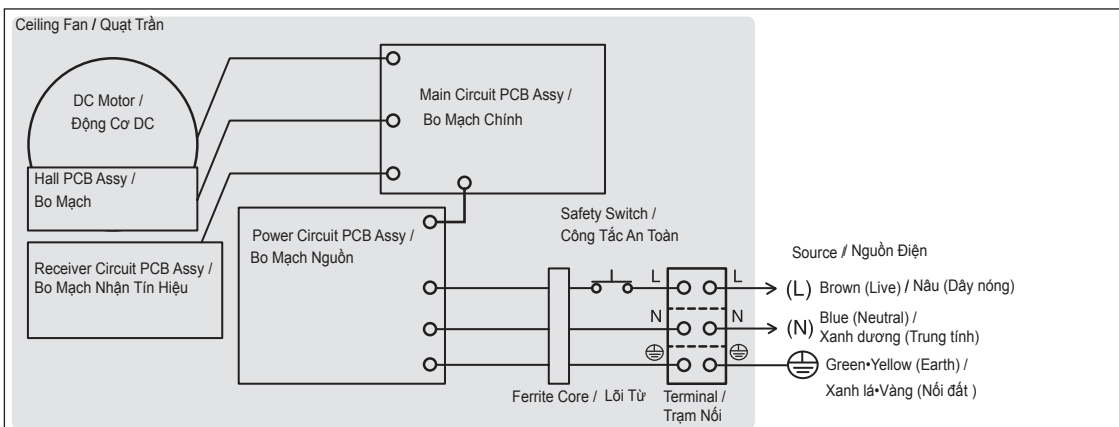 Ceiling Fan / Quạt Trần
DC Motor /
Động Cơ DC
Main Circuit PCB Assy /
Bo Mạch Chính
Hall PCB Assy /
Bo Mạch
Receiver Circuit PCB Assy /
Bo Mạch Nhận Tín Hiệu
Power Circuit PCB Assy /
Bo Mạch Nguồn
Safety Switch /
Công Tắc An Toàn
Source / Nguồn Điện
L
L
(L) Brown (Live) / Nâu (Dây nóng)
N
N
(N) Blue (Neutral) /
Xanh dương (Trung tính)
Green•Yellow (Earth) /
Xanh lá•Vàng (Nối đất )
Ferrite Core / Lõi Từ
Terminal /
Trạm Nối